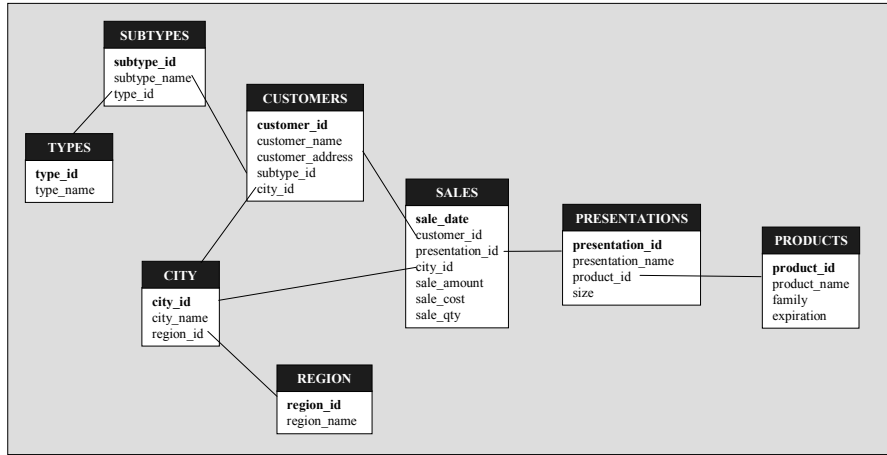 SUBTYPES
subtype_id
subtype_name
type_id
TYPES
type_id
type_name
CUSTOMERS
customer_id
customer_name
customer_address
subtype_id
city_id
SALES
sale_date
customer_id
presentation_id
city_id
sale_amount
sale_cost
sale_qty
PRESENTATIONS
presentation_id
presentation_name
product_id
size
PRODUCTS
product_id
product_name
family
expiration
CITY
city_id
city_name
region_id
REGION
region_id
region_name